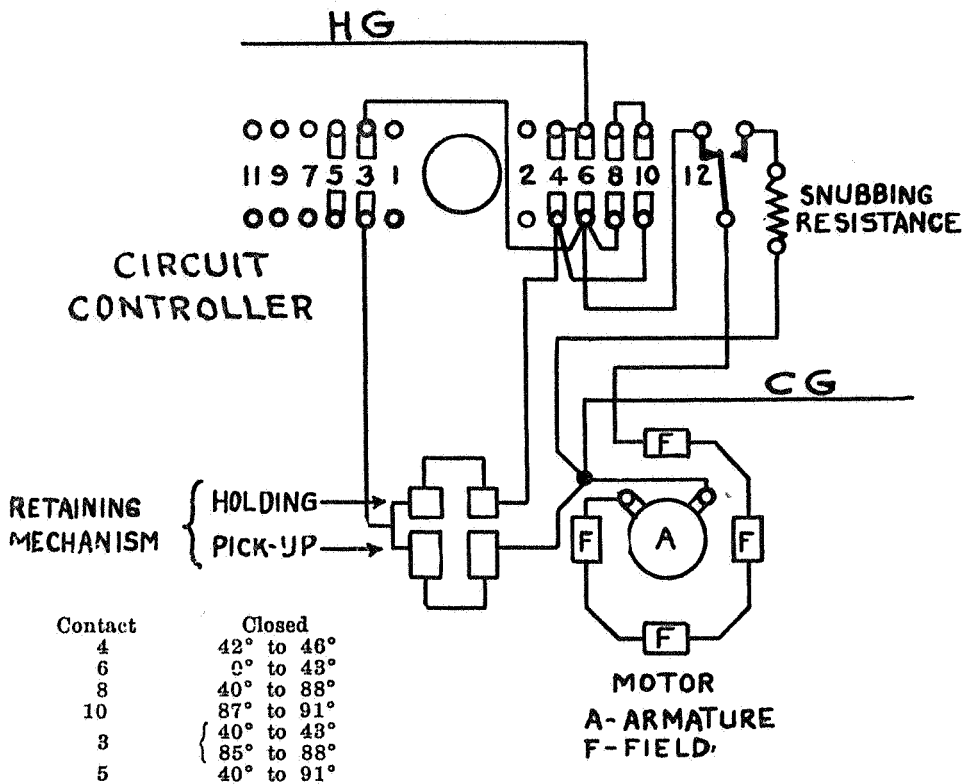 HG
11 9 7 5 3 1
2 4 6 8 10 12
SNUBBING
RESISTANCE
CIRCUIT
CONTROLLER
CG
F
RETAINING
MECHANISM
HOLDING
PICK-UP
F A F
F
MOTOR
A-ARMATURE
F-FIELD.
Contact Closed
4 42° to 46°
6 0° to 43°
8 40° to 88°
10 87° to 91°
3 { 40° to 43°
85° to 88°
5 40° to 91°